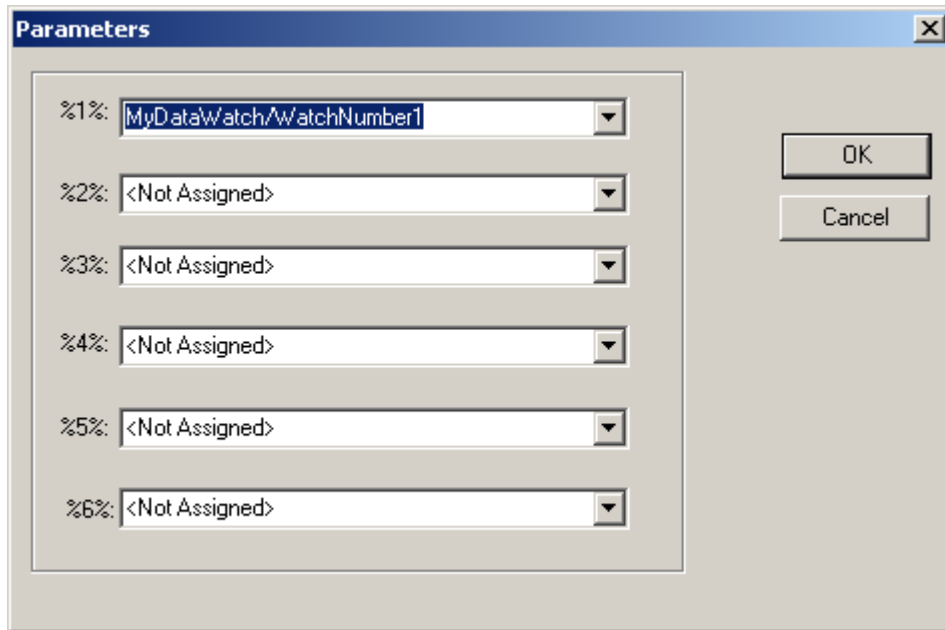 Parameters
%1%: MyDataWatch/WatchNumber1
OK
%2%: <Not Assigned>
Cancel
%3%: <Not Assigned>
%4%: <Not Assigned>
%5%: <Not Assigned>
%6%: <Not Assigned>